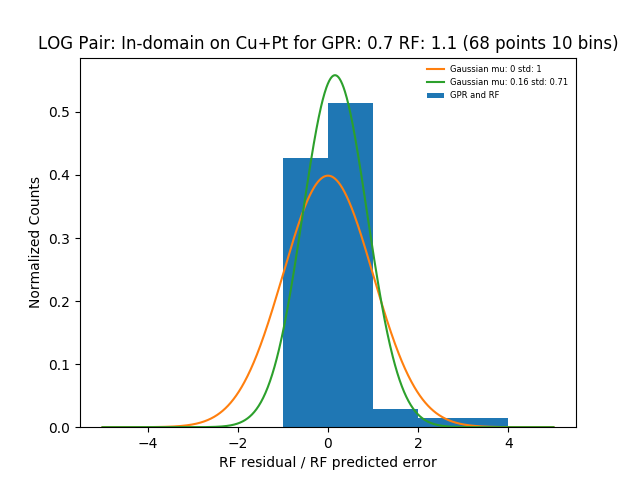 LOG Pair: In-domain on Cu+Pt for GPR: 0.7 RF: 1.1 (68 points 10 bins)
Gaussian mu: 0 std: 1
Gaussian mu: 0.16 std: 0.71
GPR and RF
Normalized Counts
0.5
0.4
0.3
0.2
0.1
0.0
−4
−2
0
2
4
RF residual / RF predicted error